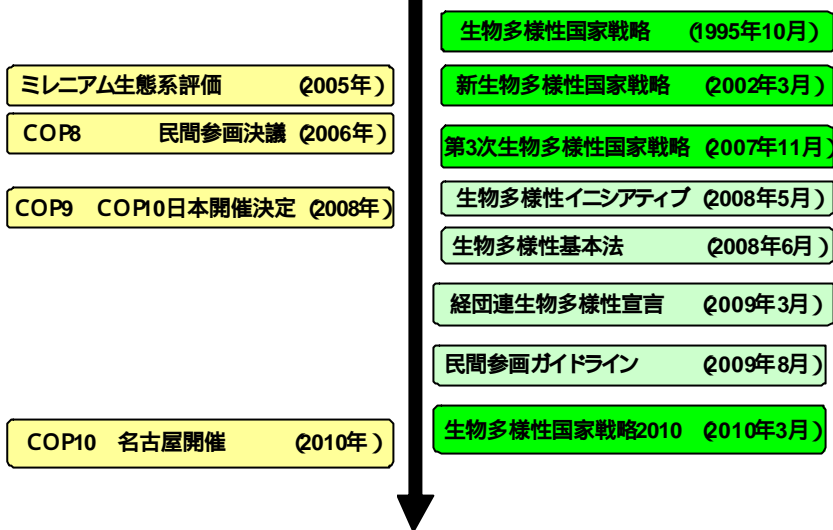 生物多様性国家戦略 (1995年10月)
ミレニアム生態系評価 (2005年)
新生物多様性国家戦略 (2002年3月)
COP8 民間参画決議 (2006年)
第3次生物多様性国家戦略 (2007年11月)
COP9 COP10日本開催決定 (2008年)
生物多様性イニシアティブ (2008年5月)
生物多様性基本法 (2008年6月)
経団連生物多様性宣言 (2009年3月)
民間参画ガイドライン (2009年8月)
COP10 名古屋開催 (2010年)
生物多様性国家戦略2010 (2010年3月)